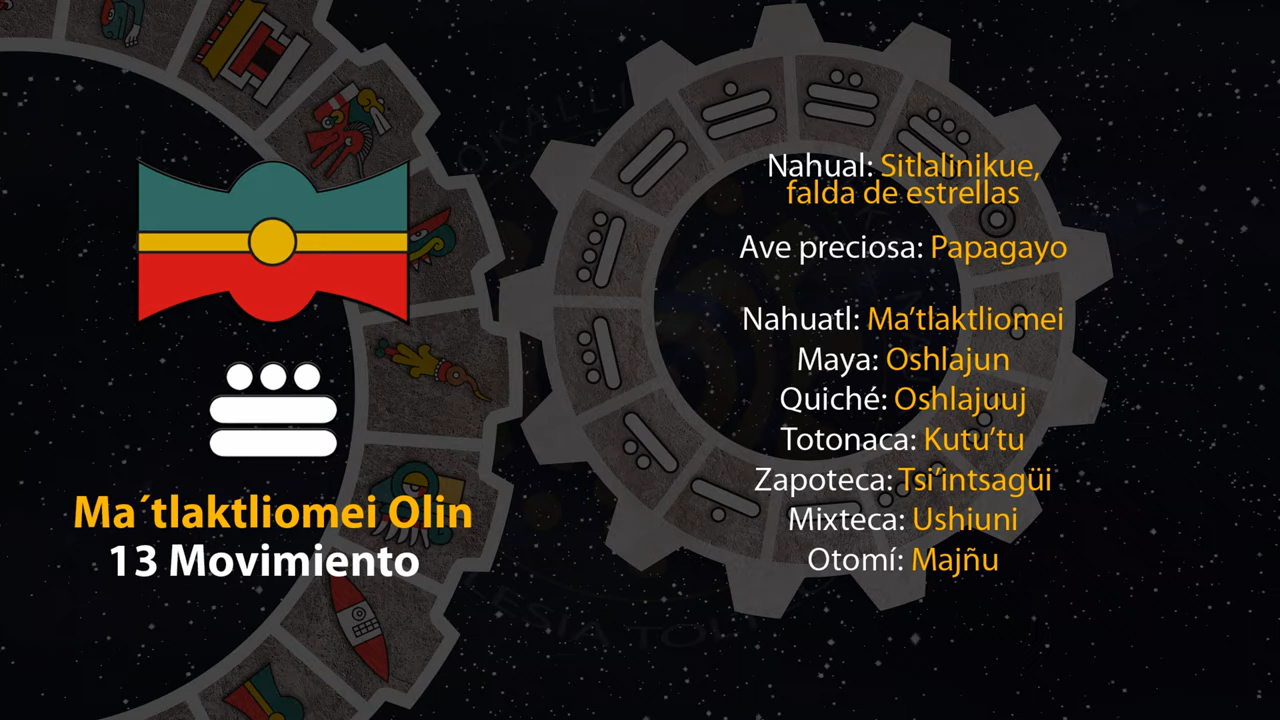 Ma´tlaktliomei Olin
13 Movimiento
Nahual: Sitlalinikue,
falda de estrellas
Ave preciosa: Papagayo
Nahuatl: Ma’tlaktliomei
Maya: Oshlajun
Quiché: Oshlajuuj
Totonaca: Kutu’tu
Zapoteca: Tsi’intsagüi
Mixteca: Ushiuni
Otomí: Majñu